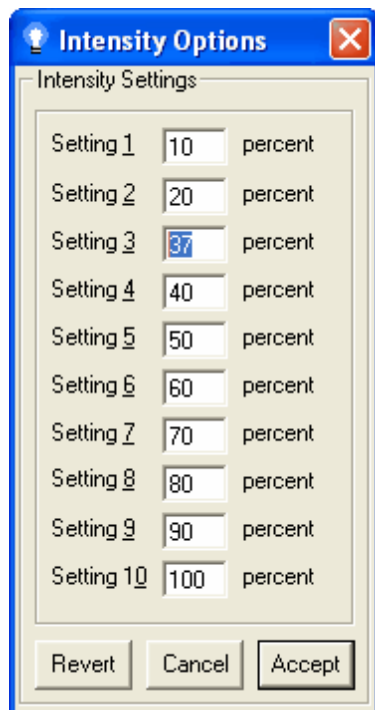 Intensity Options
Intensity Settings
Setting 1 10 percent
Setting 2 20 percent
Setting 3 37 percent
Setting 4 40 percent
Setting 5 50 percent
Setting 6 60 percent
Setting 7 70 percent
Setting 8 80 percent
Setting 9 90 percent
Setting 10 100 percent
Revert Cancel Accept